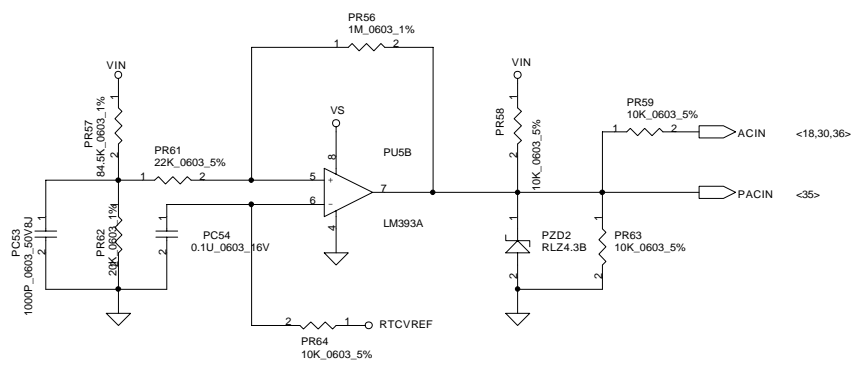 PR56
1M_0603_1%
1
2
VIN
VIN
1
PR57
84.5K_0603_1%
2
VS
1
PR58
10K_0603_5%
2
PR59
10K_0603_5%
1
2
ACIN
<18,30,36>
PR61
22K_0603_5%
1
2
PU5B
8
5
+
6
-
7
4
LM393A
PACIN
<35>
1
PC53
1000P_0603_50V8J
2
1
PR62
20K_0603_1%
2
1
2
PC54
0.1U_0603_16V
1
PZD2
RLZ4.3B
2
1
PR63
10K_0603_5%
2
2
1
RTCVREF
PR64
10K_0603_5%